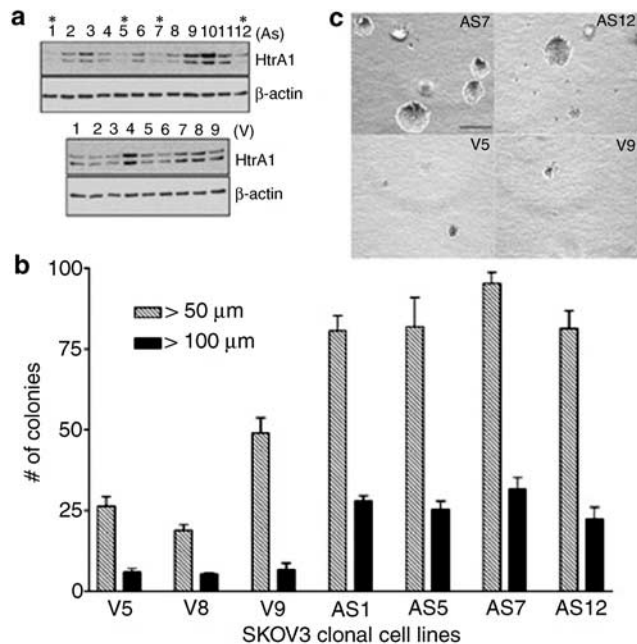 a
* * * *
1 2 3 4 5 6 7 8 9 10 11 12 (As)
HtrA1
β-actin
1 2 3 4 5 6 7 8 9 (V)
HtrA1
β-actin
c
AS7
AS12
V5
V9
b
100
75
50
25
0
# of colonies
> 50 μm
> 100 μm
V5 V8 V9 AS1 AS5 AS7 AS12
SKOV3 clonal cell lines